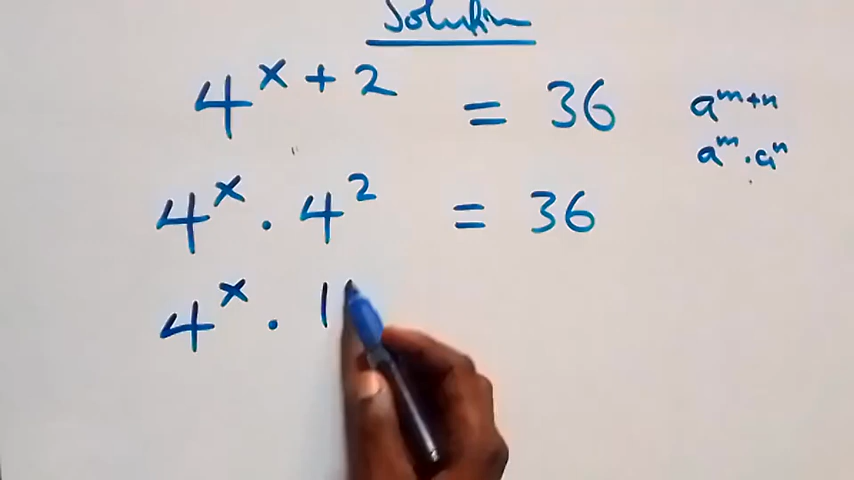 Solution
4^{x+2} = 36
a^{m+n}
a^m · a^n
4^x · 4^2 = 36
4^x · 1